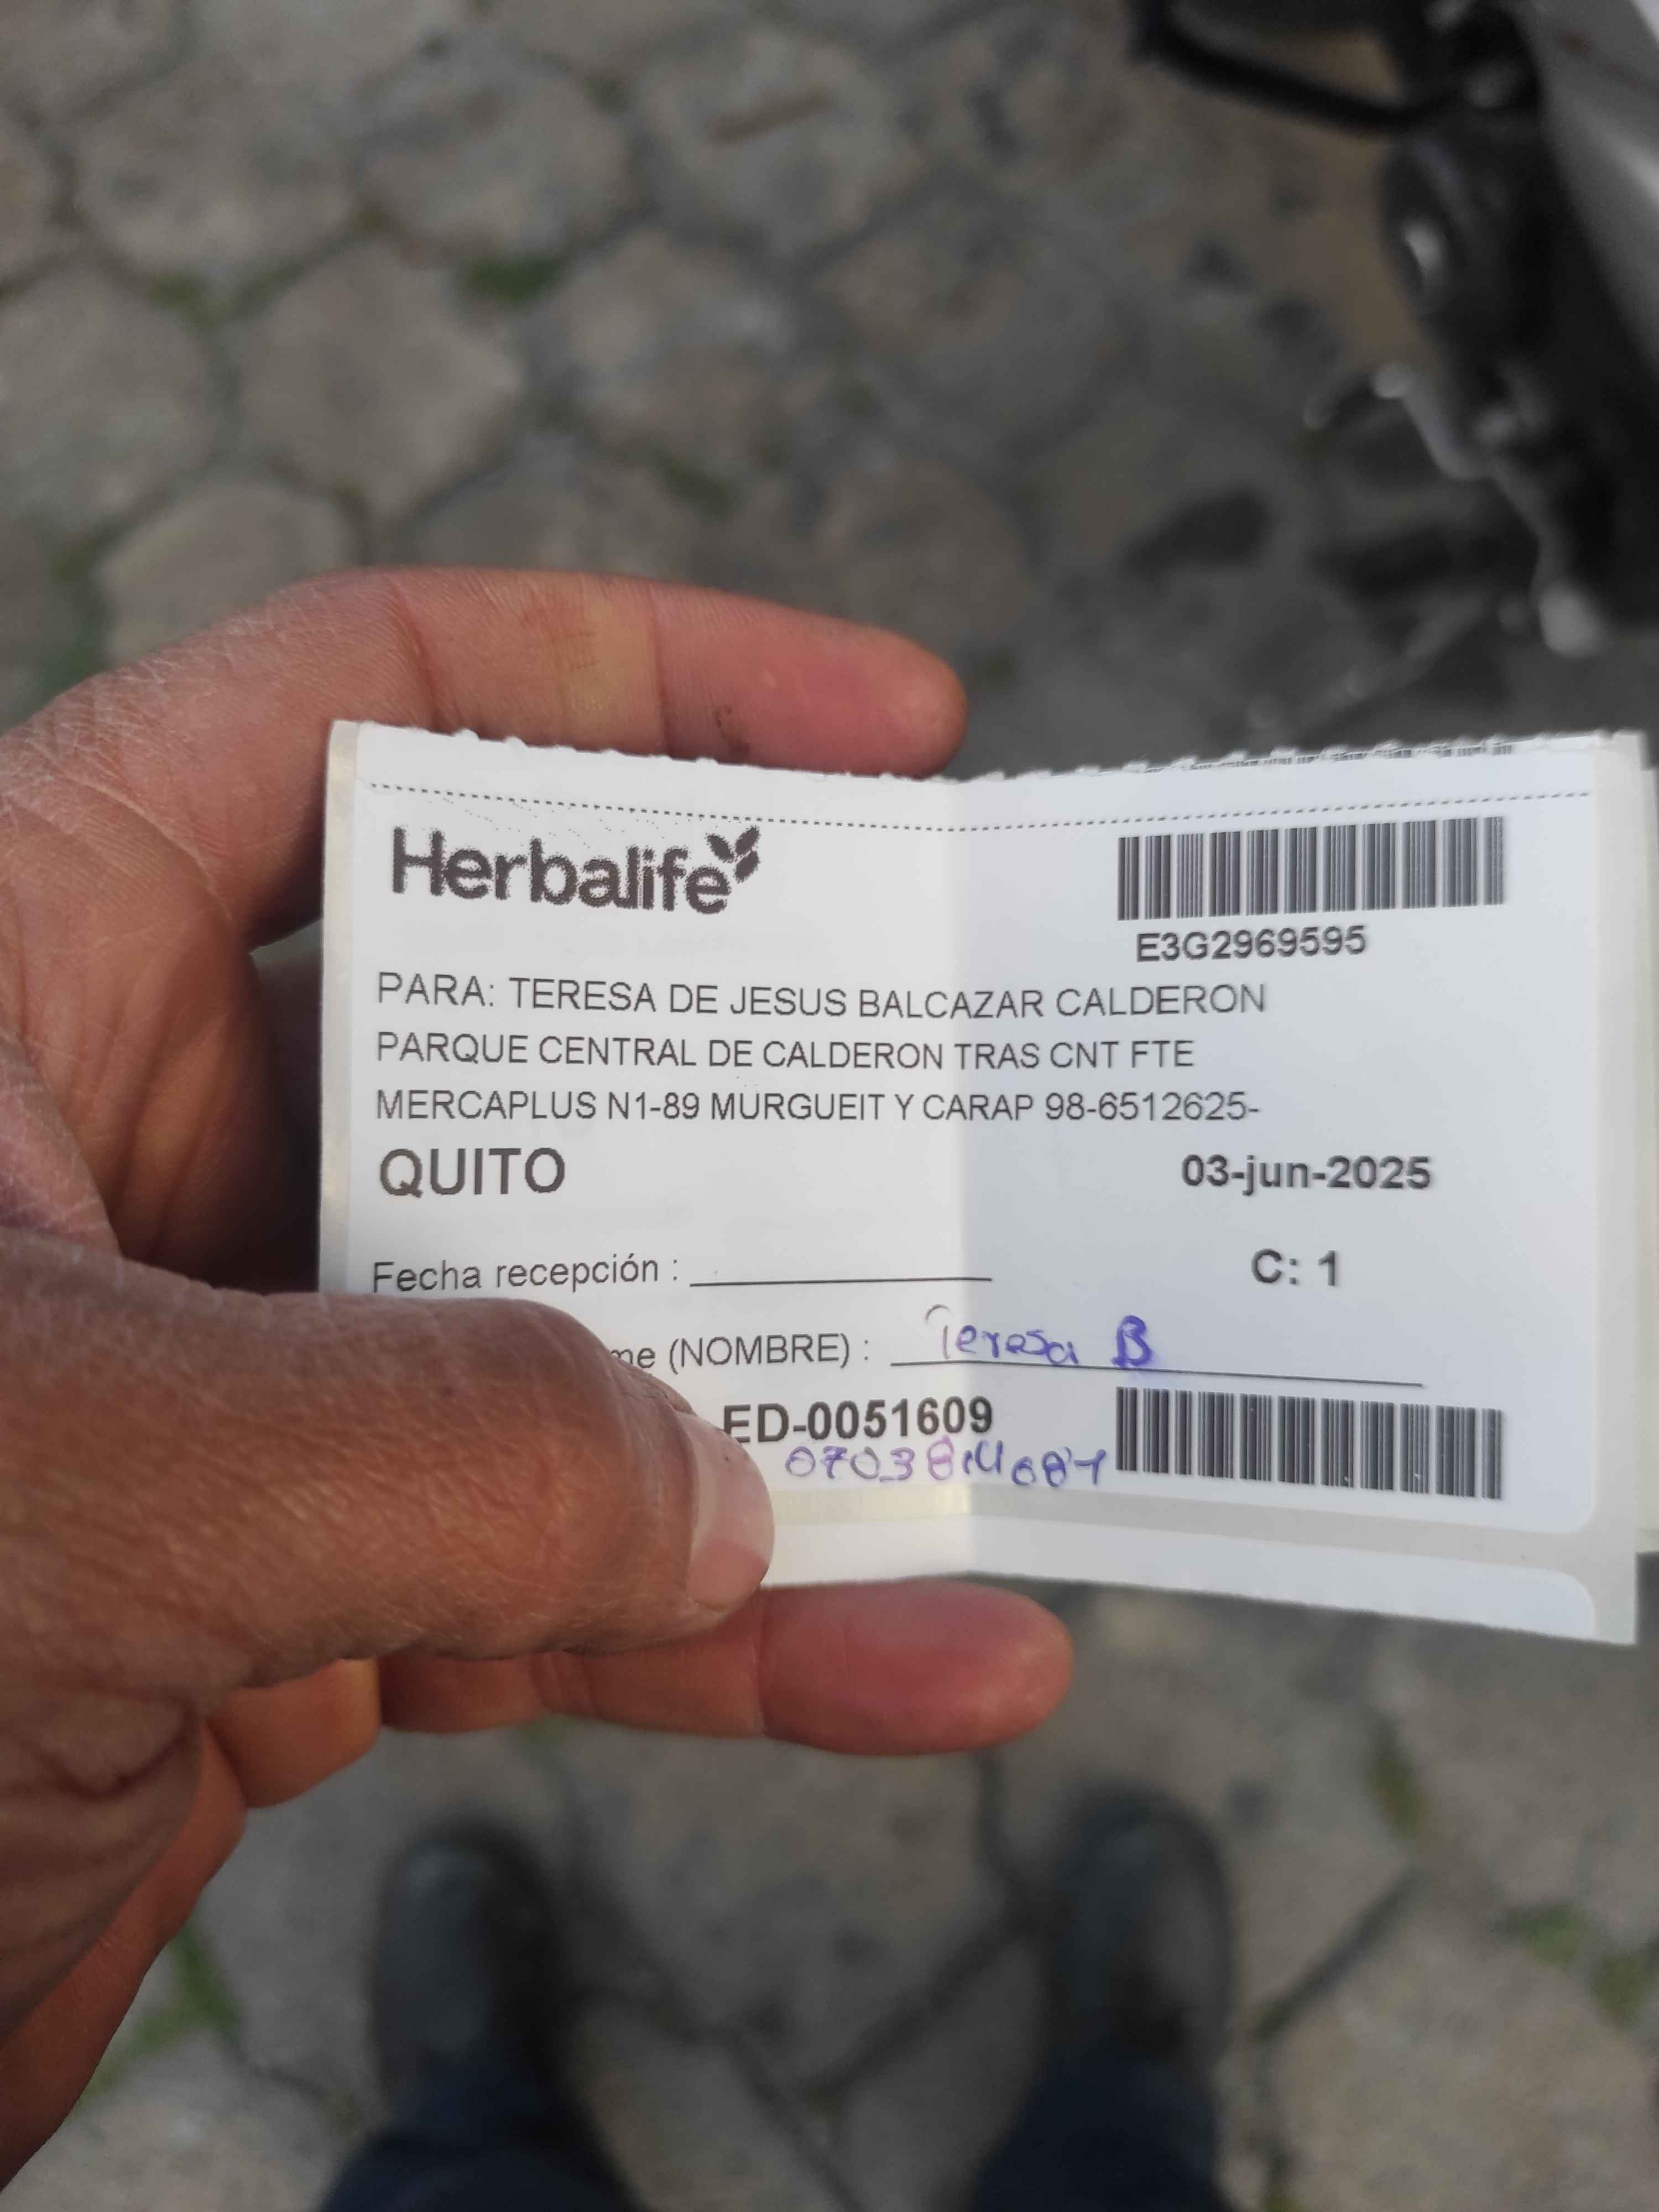 Herbalife
E3G2969595
PARA: TERESA DE JESUS BALCAZAR CALDERON
PARQUE CENTRAL DE CALDERON TRAS CNT FTE
MERCAPLUS N1-89 MURGUEIT Y CARAP 98-6512625-
QUITO 03-jun-2025
Fecha recepción :
C: 1
(NOMBRE) : Teresa B
ED-0051609